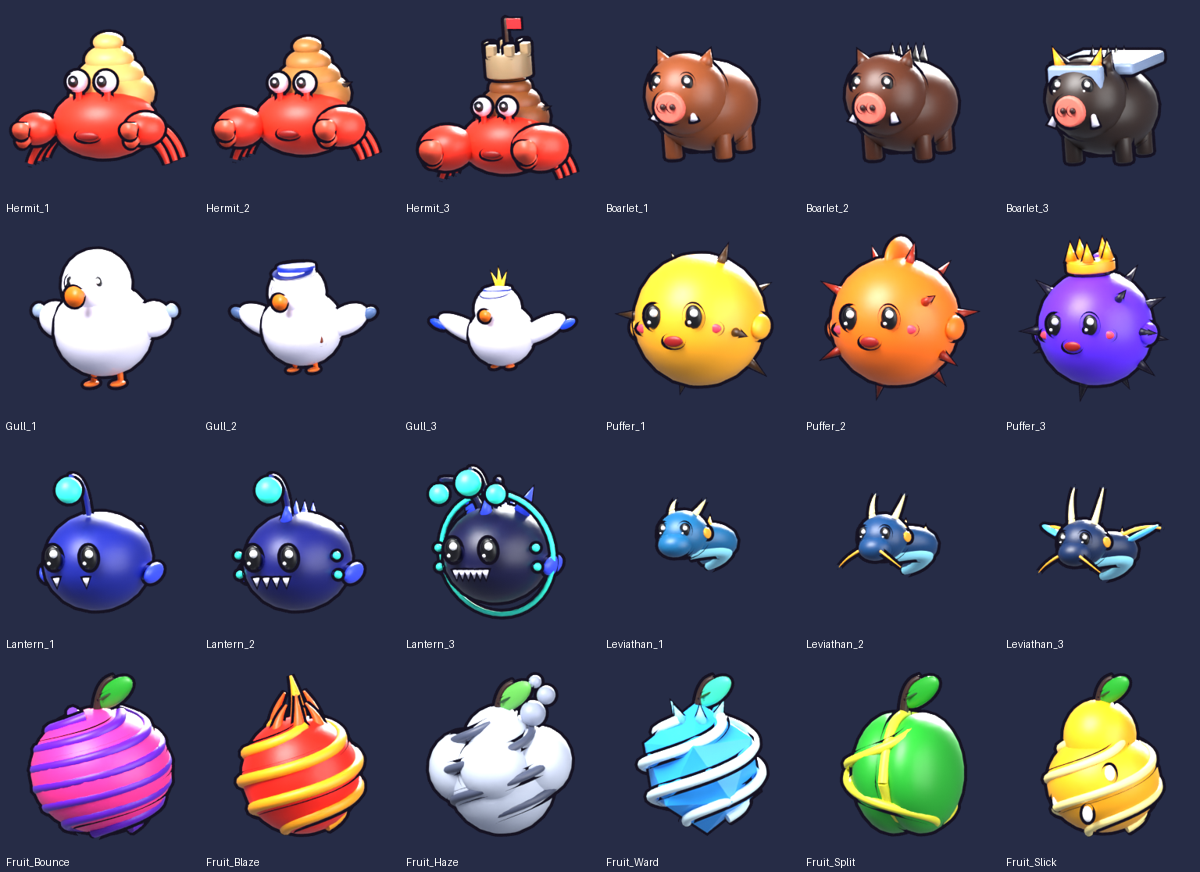 Hermit_1
Hermit_2
Hermit_3
Boarlet_1
Boarlet_2
Boarlet_3
Gull_1
Gull_2
Gull_3
Puffer_1
Puffer_2
Puffer_3
Lantern_1
Lantern_2
Lantern_3
Leviathan_1
Leviathan_2
Leviathan_3
Fruit_Bounce
Fruit_Blaze
Fruit_Haze
Fruit_Ward
Fruit_Split
Fruit_Slick